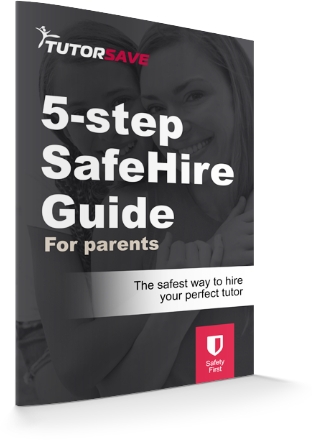 TUTORSAVE
5-step
SafeHire
Guide
For parents
The safest way to hire
your perfect tutor
Safety
First